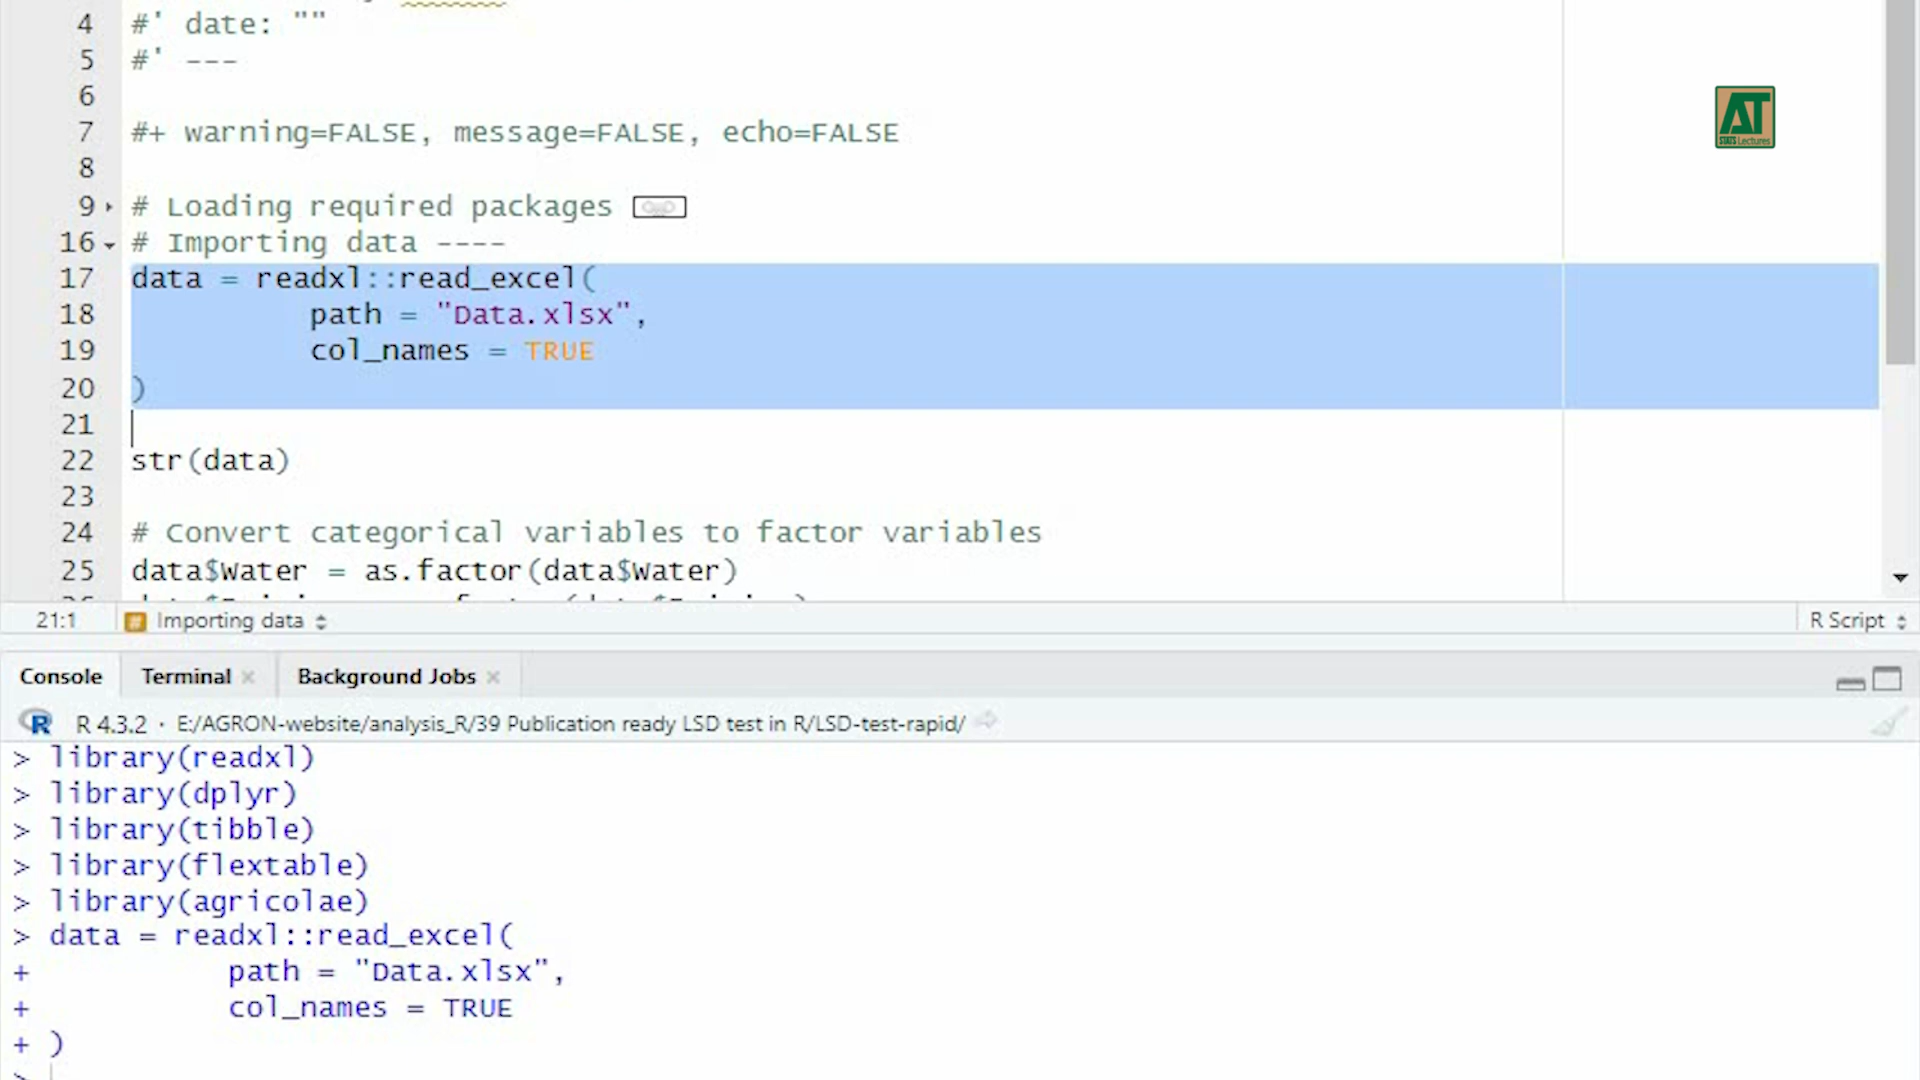 4 #' date: ""
5 #' ---
6
7 #+ warning=FALSE, message=FALSE, echo=FALSE
8
9 # Loading required packages
16 # Importing data ----
17 data = readxl::read_excel(
18 path = "Data.xlsx",
19 col_names = TRUE
20 )
21
22 str(data)
23
24 # Convert categorical variables to factor variables
25 data$Water = as.factor(data$Water)
21:1 # Importing data R Script
Console Terminal Background Jobs
R 4.3.2 · E:/AGRON-website/analysis_R/39 Publication ready LSD test in R/LSD-test-rapid/
> library(readxl)
> library(dplyr)
> library(tibble)
> library(flextable)
> library(agricolae)
> data = readxl::read_excel(
+ path = "Data.xlsx",
+ col_names = TRUE
+ )
>
AT
Lectures